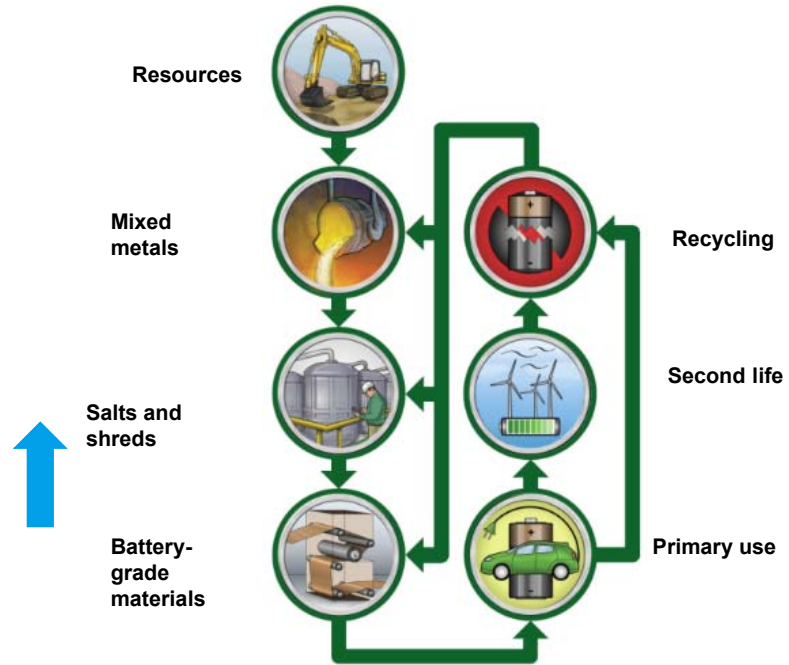 Resources
Mixed
metals
Recycling
Second life
Salts and
shreds
Battery-
grade
materials
Primary use